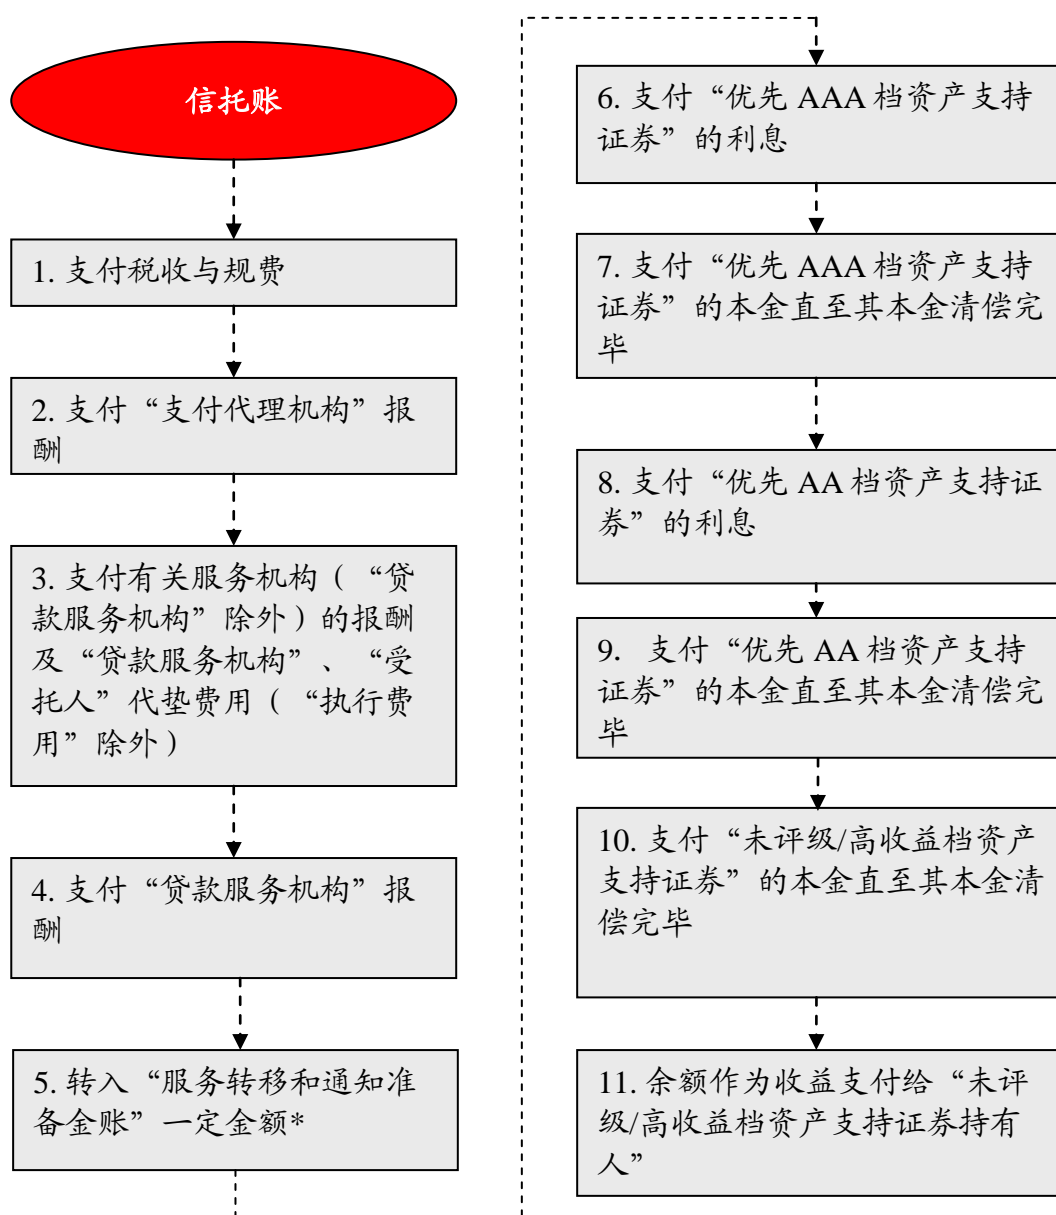 信托账
1. 支付税收与规费
2. 支付“支付代理机构”报
酬
3. 支付有关服务机构（“贷
款服务机构”除外）的报酬
及“贷款服务机构”、“受
托人”代垫费用（“执行费
用”除外）
4. 支付“贷款服务机构”报
酬
5. 转入“服务转移和通知准
备金账”一定金额*
6. 支付“优先 AAA 档资产支持
证券”的利息
7. 支付“优先 AAA 档资产支持
证券”的本金直至其本金清偿完
毕
8. 支付“优先 AA 档资产支持证
券”的利息
9. 支付“优先 AA 档资产支持
证券”的本金直至其本金清偿完
毕
10. 支付“未评级/高收益档资产
支持证券”的本金直至其本金清
偿完毕
11. 余额作为收益支付给“未评
级/高收益档资产支持证券持有
人”